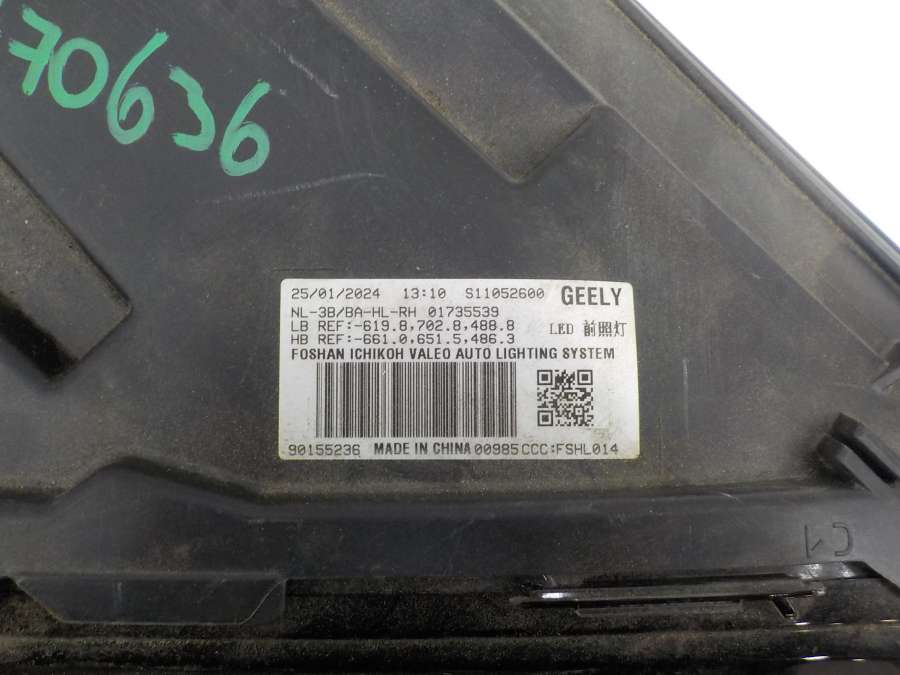 70636
25/01/2024 13:10 S11052600 GEELY
NL-3B/BA-HL-RH 01735539
LB REF:-619.8,702.8,488.8 LED 前照灯
HB REF:-661.0,651.5,486.3
FOSHAN ICHIKOH VALEO AUTO LIGHTING SYSTEM
90155236 MADE IN CHINA 00985 CCC:FSHL014
C1